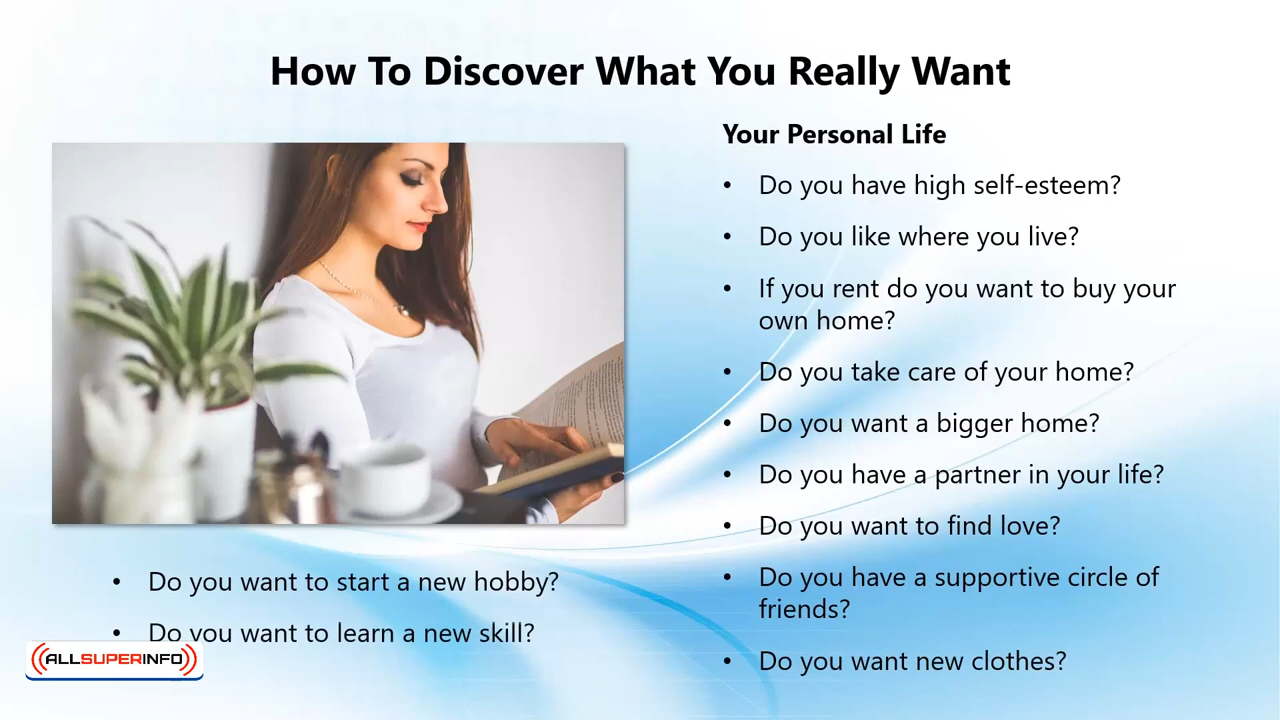 How To Discover What You Really Want
Your Personal Life
• Do you have high self-esteem?
• Do you like where you live?
• If you rent do you want to buy your
own home?
• Do you take care of your home?
• Do you want a bigger home?
• Do you have a partner in your life?
• Do you want to find love?
• Do you have a supportive circle of
friends?
• Do you want new clothes?
• Do you want to start a new hobby?
• Do you want to learn a new skill?
ALLSUPERINFO